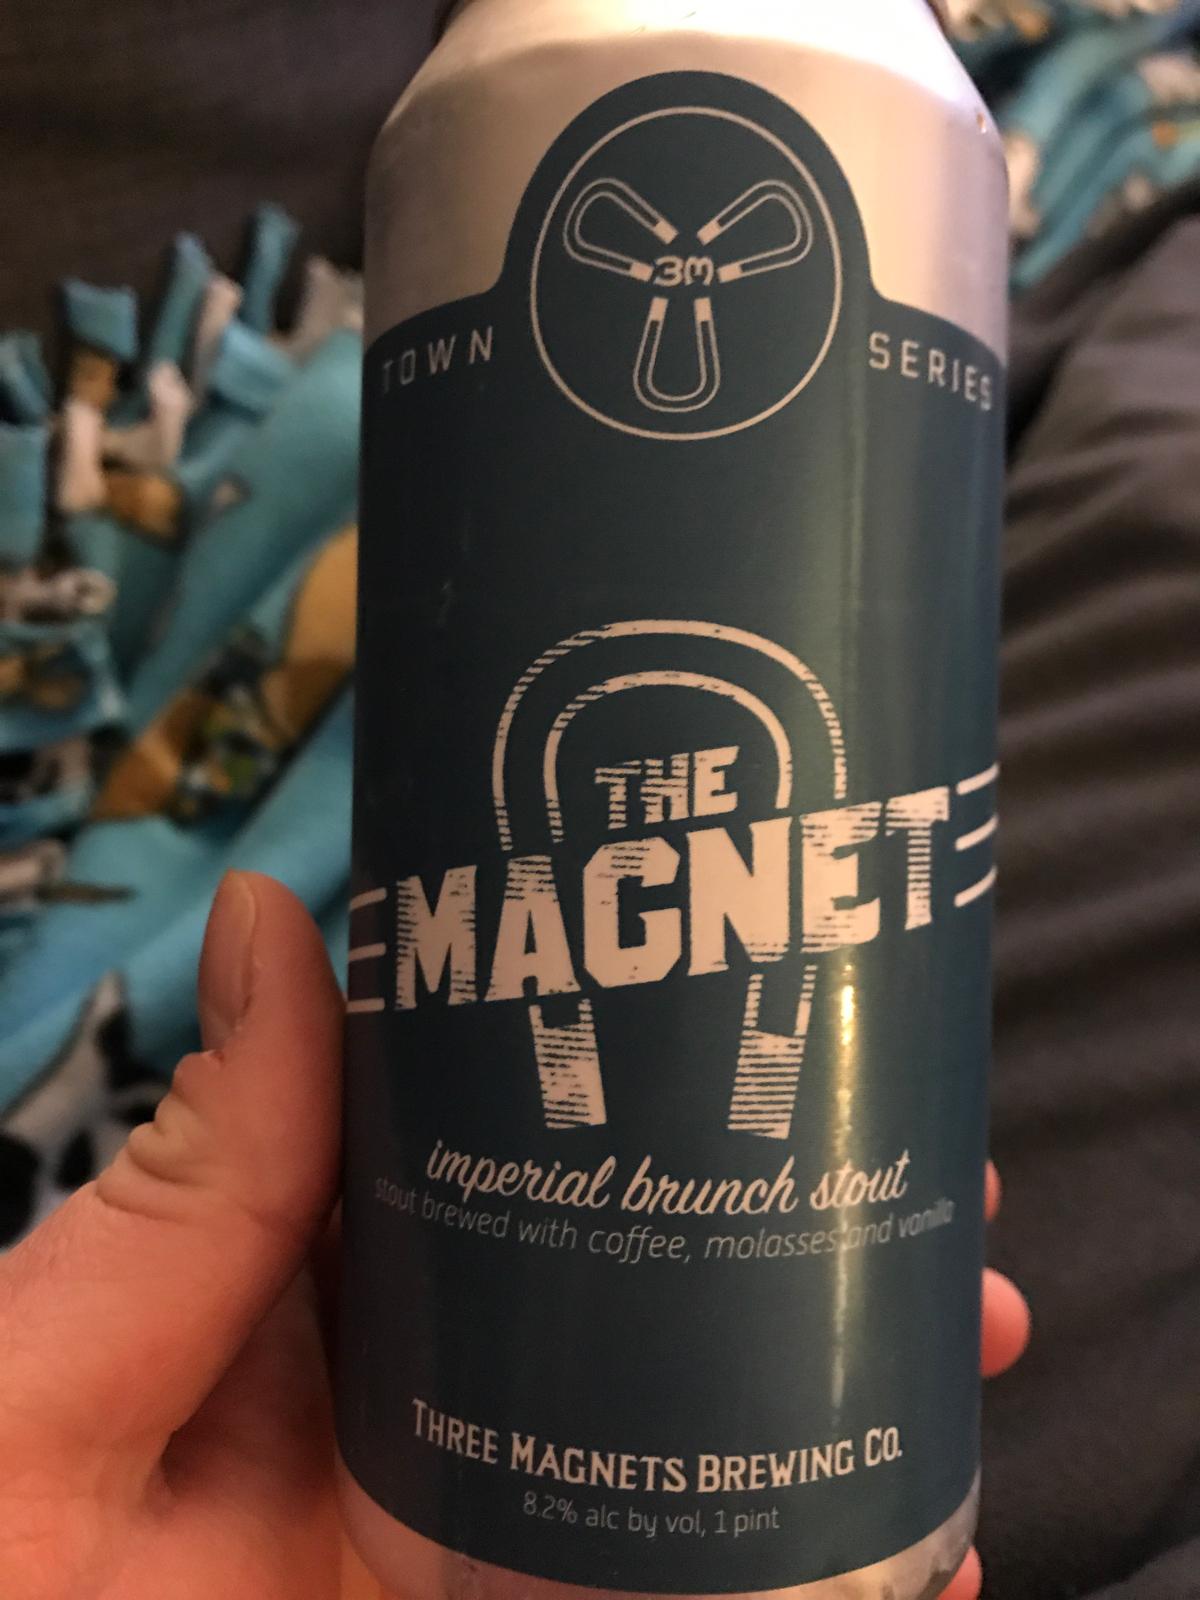 3M
TOWN SERIES
THE
MAGNET
imperial brunch stout
stout brewed with coffee, molasses and vanilla
THREE MAGNETS BREWING CO.
8.2% alc by vol, 1 pint